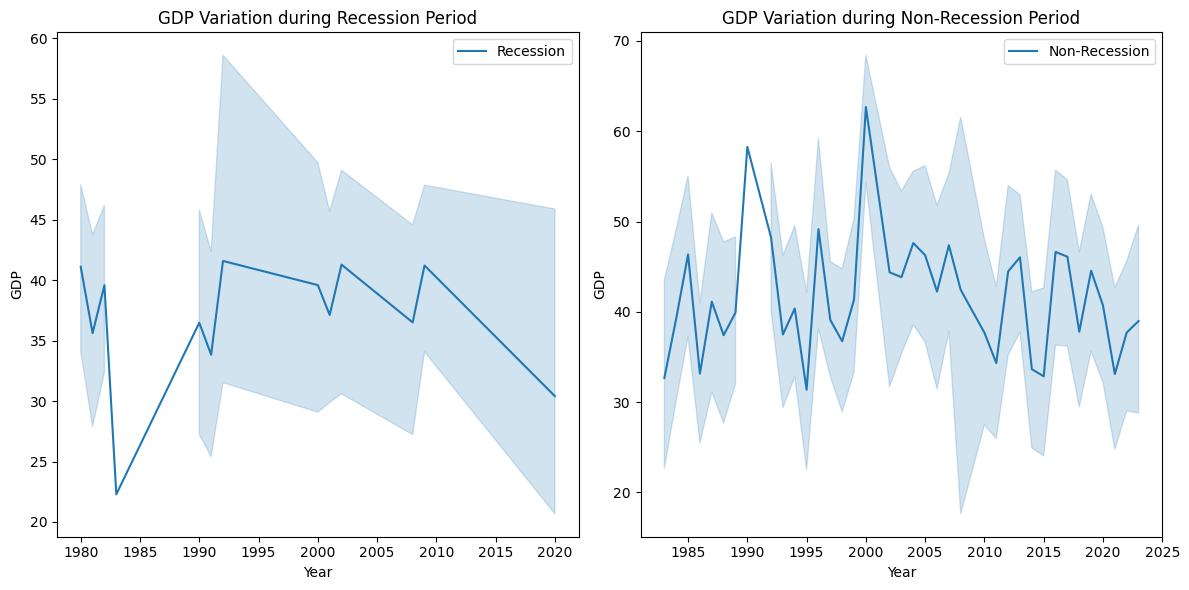 GDP Variation during Recession Period
GDP
60
55
50
45
40
35
30
25
20
Recession
1980 1985 1990 1995 2000 2005 2010 2015 2020
Year
GDP Variation during Non-Recession Period
GDP
70
60
50
40
30
20
Non-Recession
1985 1990 1995 2000 2005 2010 2015 2020 2025
Year